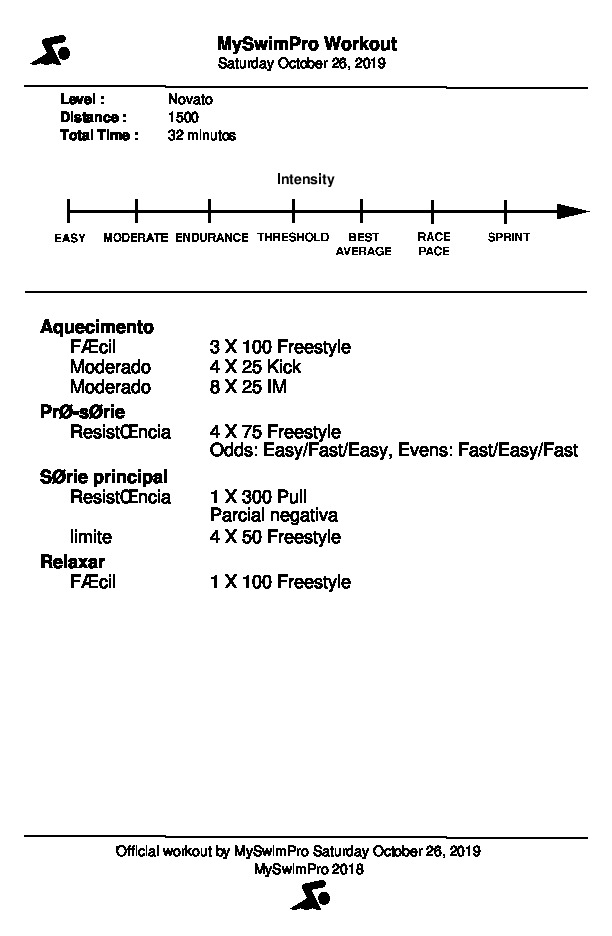 MySwimPro Workout
Saturday October 26, 2019
Level : Novato
Distance : 1500
Total Time : 32 minutos
Intensity
EASY MODERATE ENDURANCE THRESHOLD BEST AVERAGE RACE PACE SPRINT
Aquecimento
FÆcil 3 X 100 Freestyle
Moderado 4 X 25 Kick
Moderado 8 X 25 IM
PrØ-sØrie
ResistŒncia 4 X 75 Freestyle
Odds: Easy/Fast/Easy, Evens: Fast/Easy/Fast
SØrie principal
ResistŒncia 1 X 300 Pull
Parcial negativa
limite 4 X 50 Freestyle
Relaxar
FÆcil 1 X 100 Freestyle
Official workout by MySwimPro Saturday October 26, 2019
MySwimPro 2018